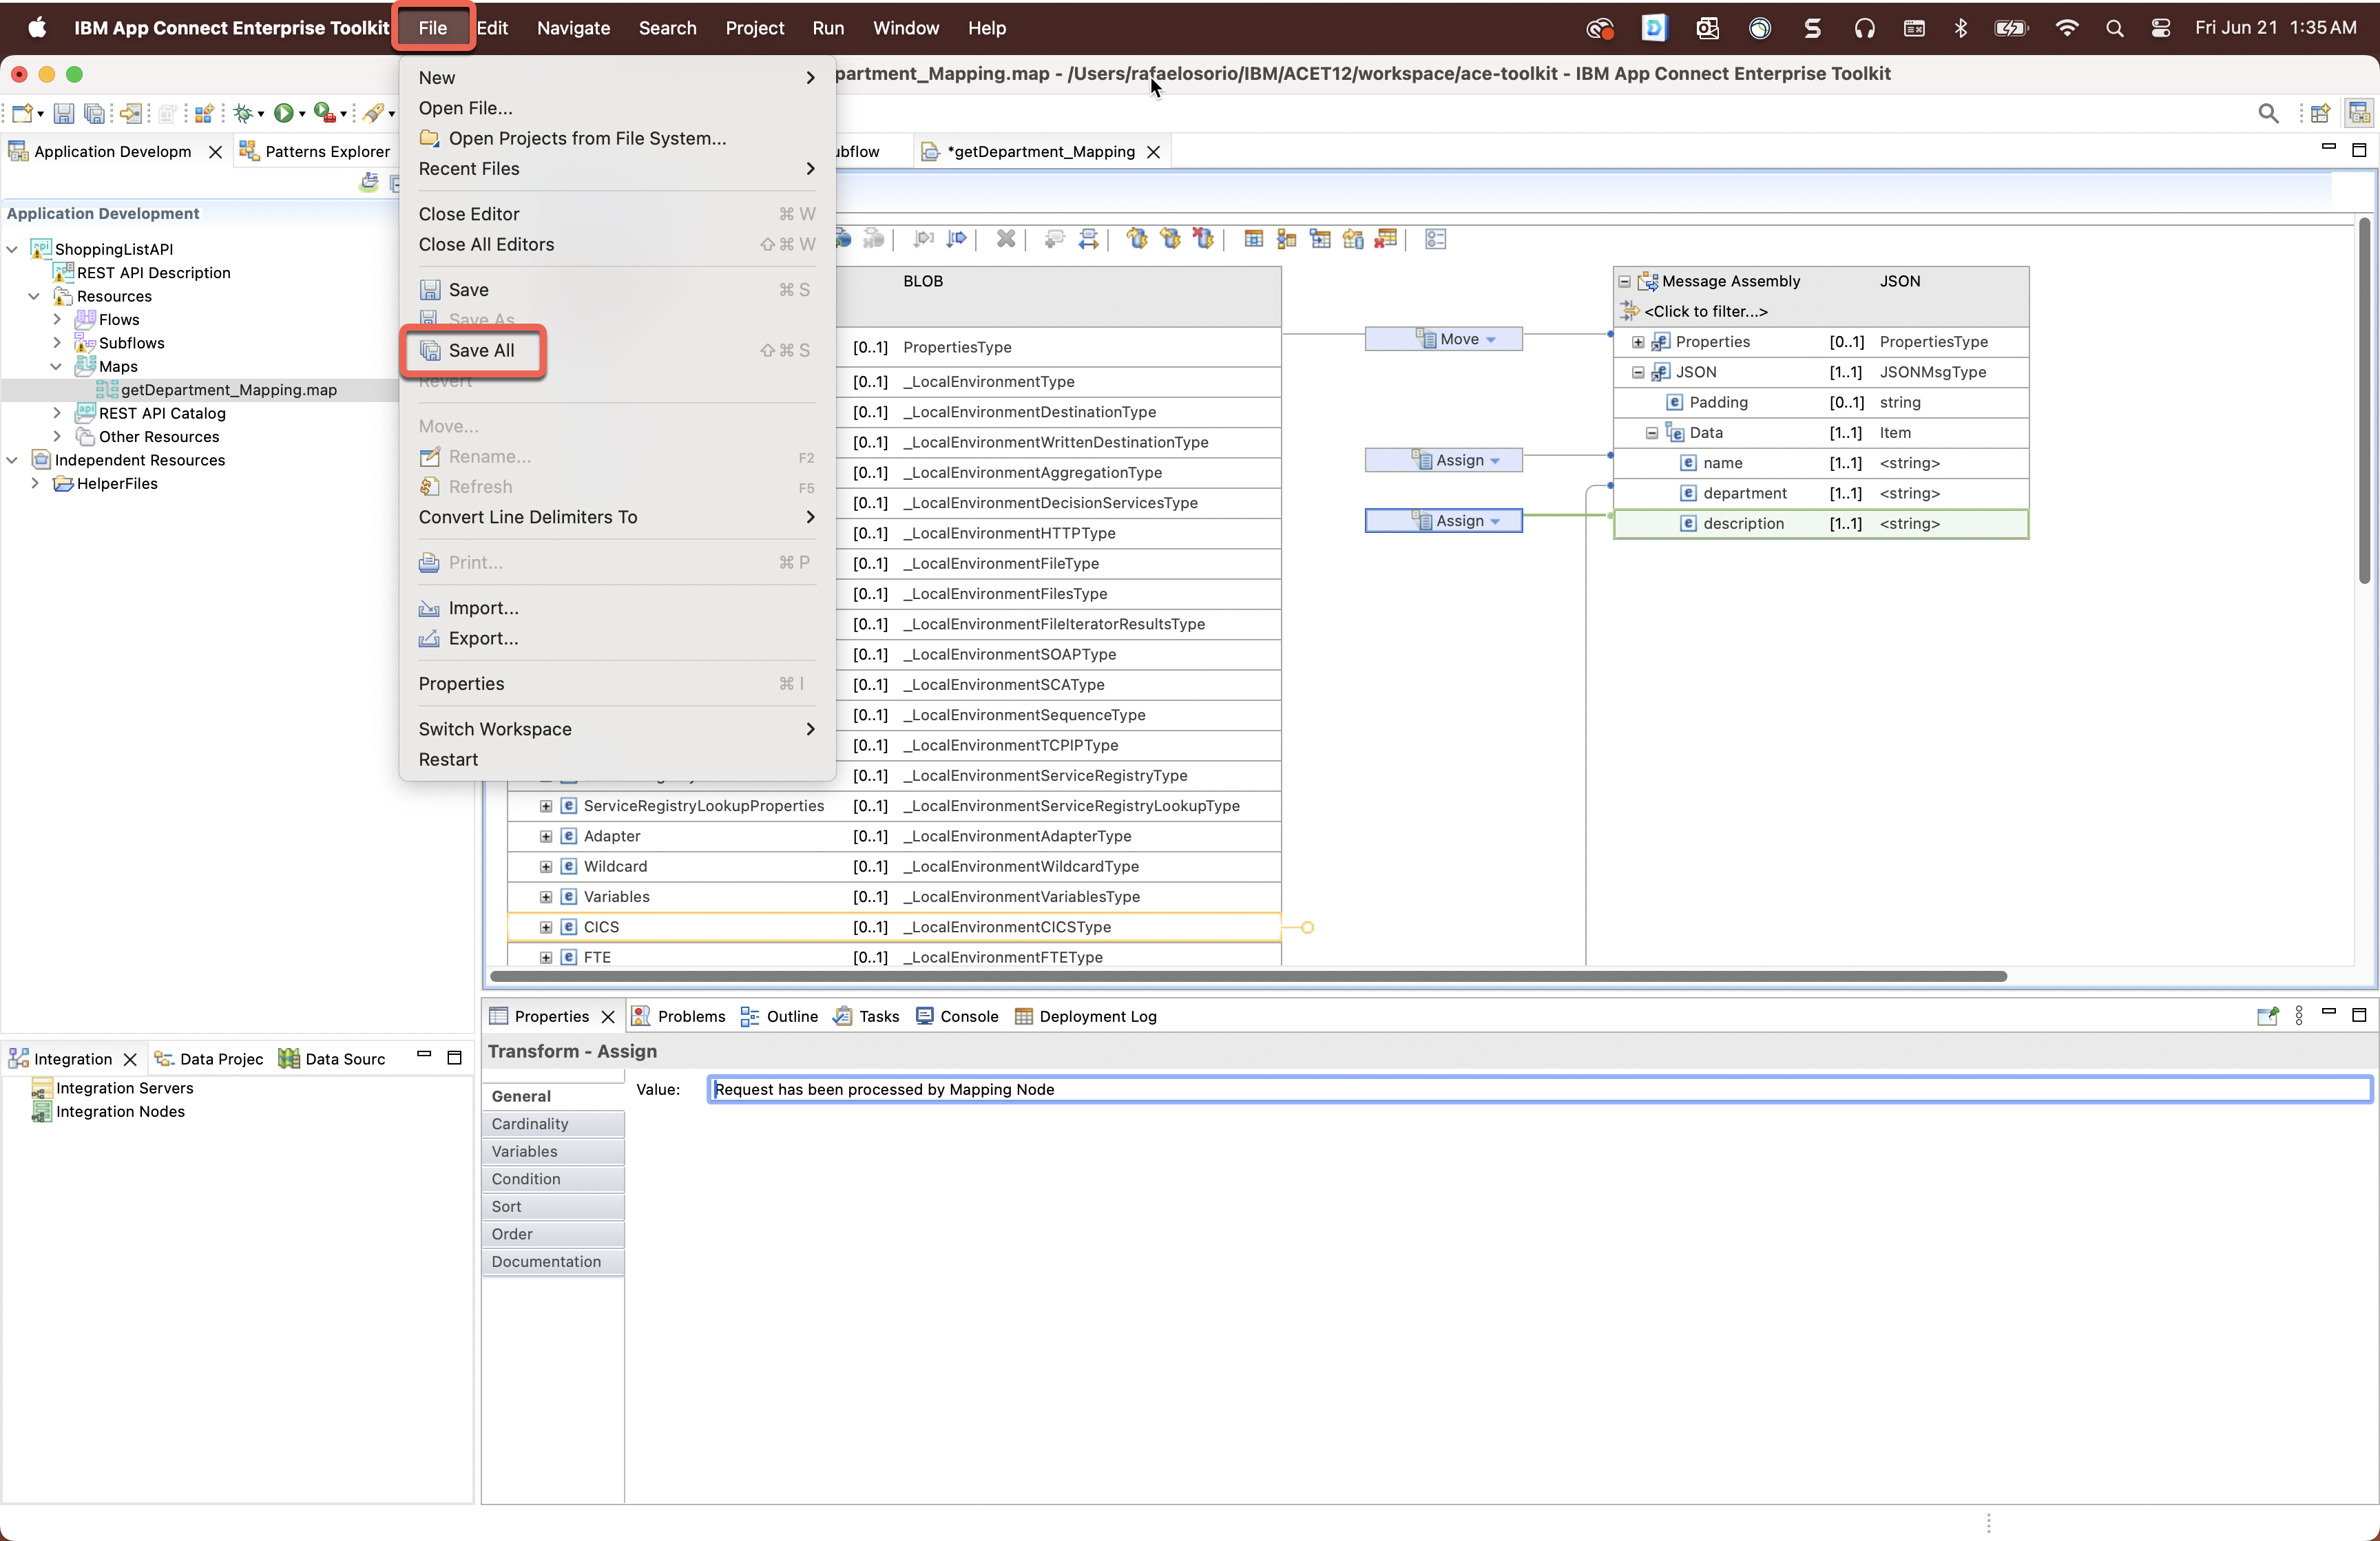 IBM App Connect Enterprise Toolkit File Edit Navigate Search Project Run Window Help Fri Jun 21 1:35 AM
partment_Mapping.map - /Users/rafaelosorio/IBM/ACET12/workspace/ace-toolkit - IBM App Connect Enterprise Toolkit
Application Developm
Patterns Explorer
bflow
*getDepartment_Mapping
Application Development
ShoppingListAPI
REST API Description
Resources
Flows
Subflows
Maps
getDepartment_Mapping.map
REST API Catalog
Other Resources
Independent Resources
HelperFiles
New
Open File...
Open Projects from File System...
Recent Files
Close Editor ⌘ W
Close All Editors ⇧ ⌘ W
Save ⌘ S
Save As
Save All ⇧ ⌘ S
Revert
Move...
Rename... F2
Refresh F5
Convert Line Delimiters To
Print... ⌘ P
Import...
Export...
Properties ⌘ I
Switch Workspace
Restart
BLOB
[0..1] PropertiesType
[0..1] _LocalEnvironmentType
[0..1] _LocalEnvironmentDestinationType
[0..1] _LocalEnvironmentWrittenDestinationType
[0..1] _LocalEnvironmentAggregationType
[0..1] _LocalEnvironmentDecisionServicesType
[0..1] _LocalEnvironmentHTTPType
[0..1] _LocalEnvironmentFileType
[0..1] _LocalEnvironmentFilesType
[0..1] _LocalEnvironmentFileIteratorResultsType
[0..1] _LocalEnvironmentSOAPType
[0..1] _LocalEnvironmentSCAType
[0..1] _LocalEnvironmentSequenceType
[0..1] _LocalEnvironmentTCPIPType
[0..1] _LocalEnvironmentServiceRegistryType
ServiceRegistryLookupProperties [0..1] _LocalEnvironmentServiceRegistryLookupType
Adapter [0..1] _LocalEnvironmentAdapterType
Wildcard [0..1] _LocalEnvironmentWildcardType
Variables [0..1] _LocalEnvironmentVariablesType
CICS [0..1] _LocalEnvironmentCICSType
FTE [0..1] _LocalEnvironmentFTEType
Move
Assign
Assign
Message Assembly JSON
<Click to filter...>
Properties [0..1] PropertiesType
JSON [1..1] JSONMsgType
Padding [0..1] string
Data [1..1] Item
name [1..1] <string>
department [1..1] <string>
description [1..1] <string>
Integration
Data Projec
Data Sourc
Integration Servers
Integration Nodes
Properties
Problems
Outline
Tasks
Console
Deployment Log
Transform - Assign
General
Cardinality
Variables
Condition
Sort
Order
Documentation
Value: Request has been processed by Mapping Node